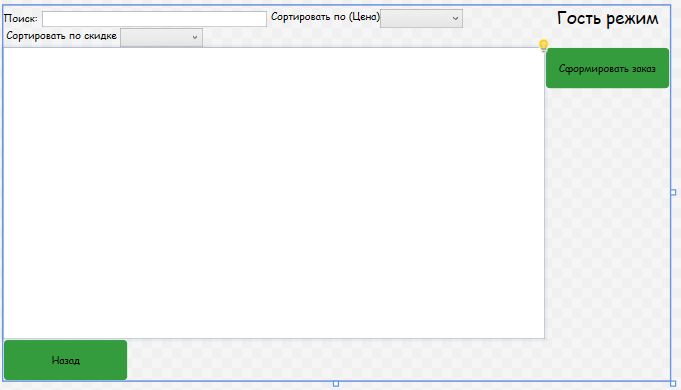 Поиск: Сортировать по (Цена) Гость режим
Сортировать по скидке
Сформировать заказ
Назад